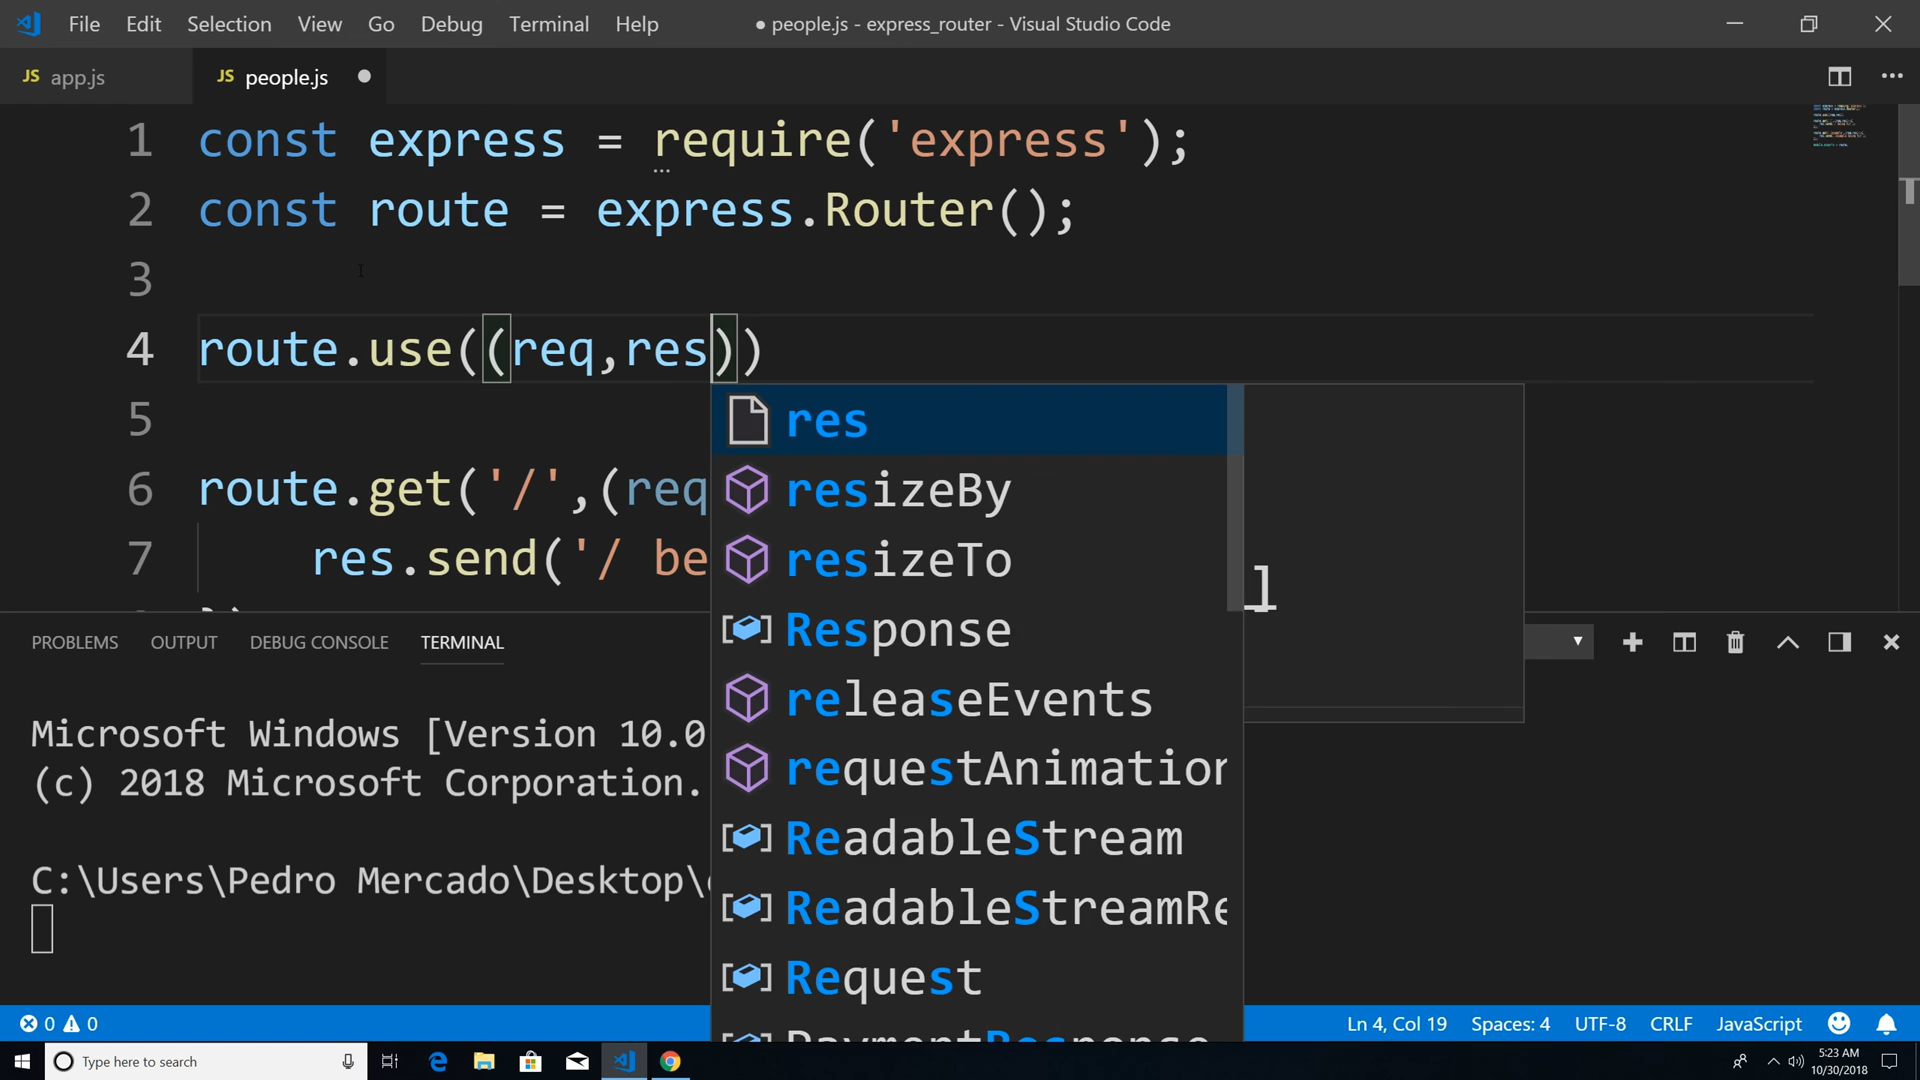 File Edit Selection View Go Debug Terminal Help ● people.js - express_router - Visual Studio Code
JS app.js JS people.js ●
1 const express = require('express');
2 const route = express.Router();
3
4 route.use((req,res))
5
6 route.get('/',(req
7 res.send('/ be
res
resizeBy
resizeTo
Response
releaseEvents
requestAnimation
ReadableStream
ReadableStreamRe
Request
]
PROBLEMS OUTPUT DEBUG CONSOLE TERMINAL
Microsoft Windows [Version 10.0
(c) 2018 Microsoft Corporation.
C:\Users\Pedro Mercado\Desktop\
0 0 Ln 4, Col 19 Spaces: 4 UTF-8 CRLF JavaScript
Type here to search
5:23 AM
10/30/2018